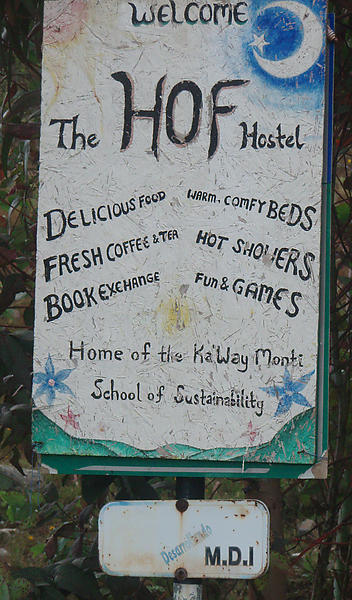 WELCOME
The HOF Hostel
DELICIOUS FOOD
WARM, COMFY BEDS
FRESH COFFEE & TEA
HOT SHOWERS
BOOK EXCHANGE
FUN & GAMES
Home of the Ka'Way Monti
School of Sustainability
M.D.I